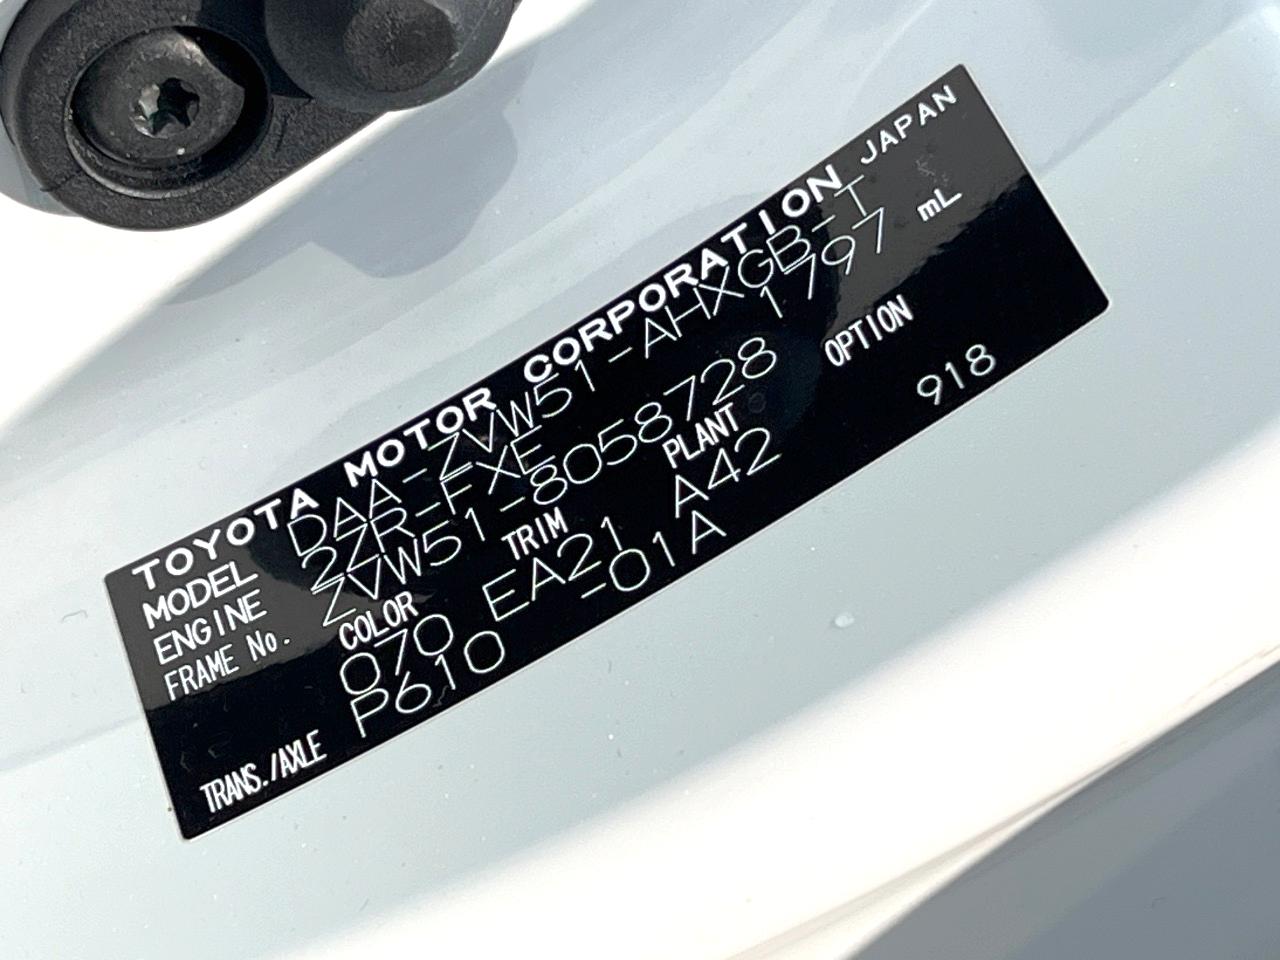 TOYOTA MOTOR CORPORATION JAPAN
MODEL DAA-ZVW51-AHXGB-T
ENGINE 2ZR-FXE 1797 mL
FRAME No. ZVW51-8058728
COLOR TRIM PLANT OPTION
070 EA21 A42 918
TRANS./AXLE P610 -01A